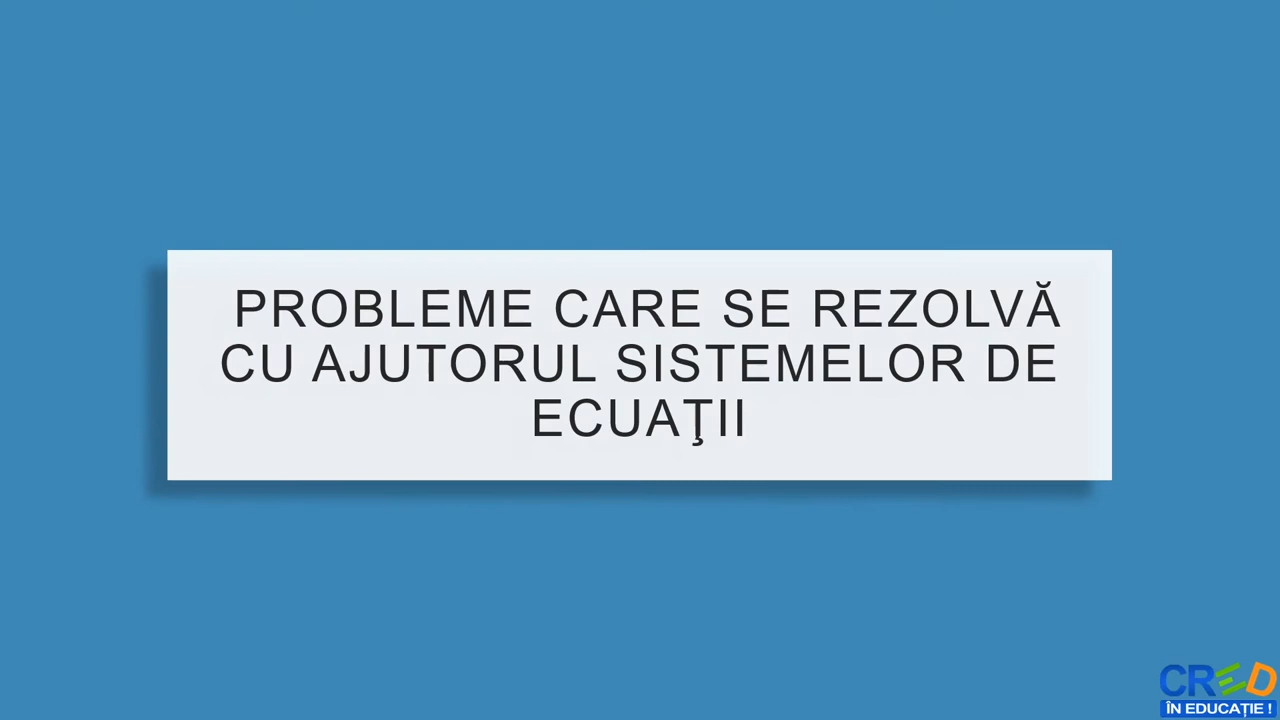 PROBLEME CARE SE REZOLVĂ
CU AJUTORUL SISTEMELOR DE
ECUAŢII
CRED
ÎN EDUCAȚIE !